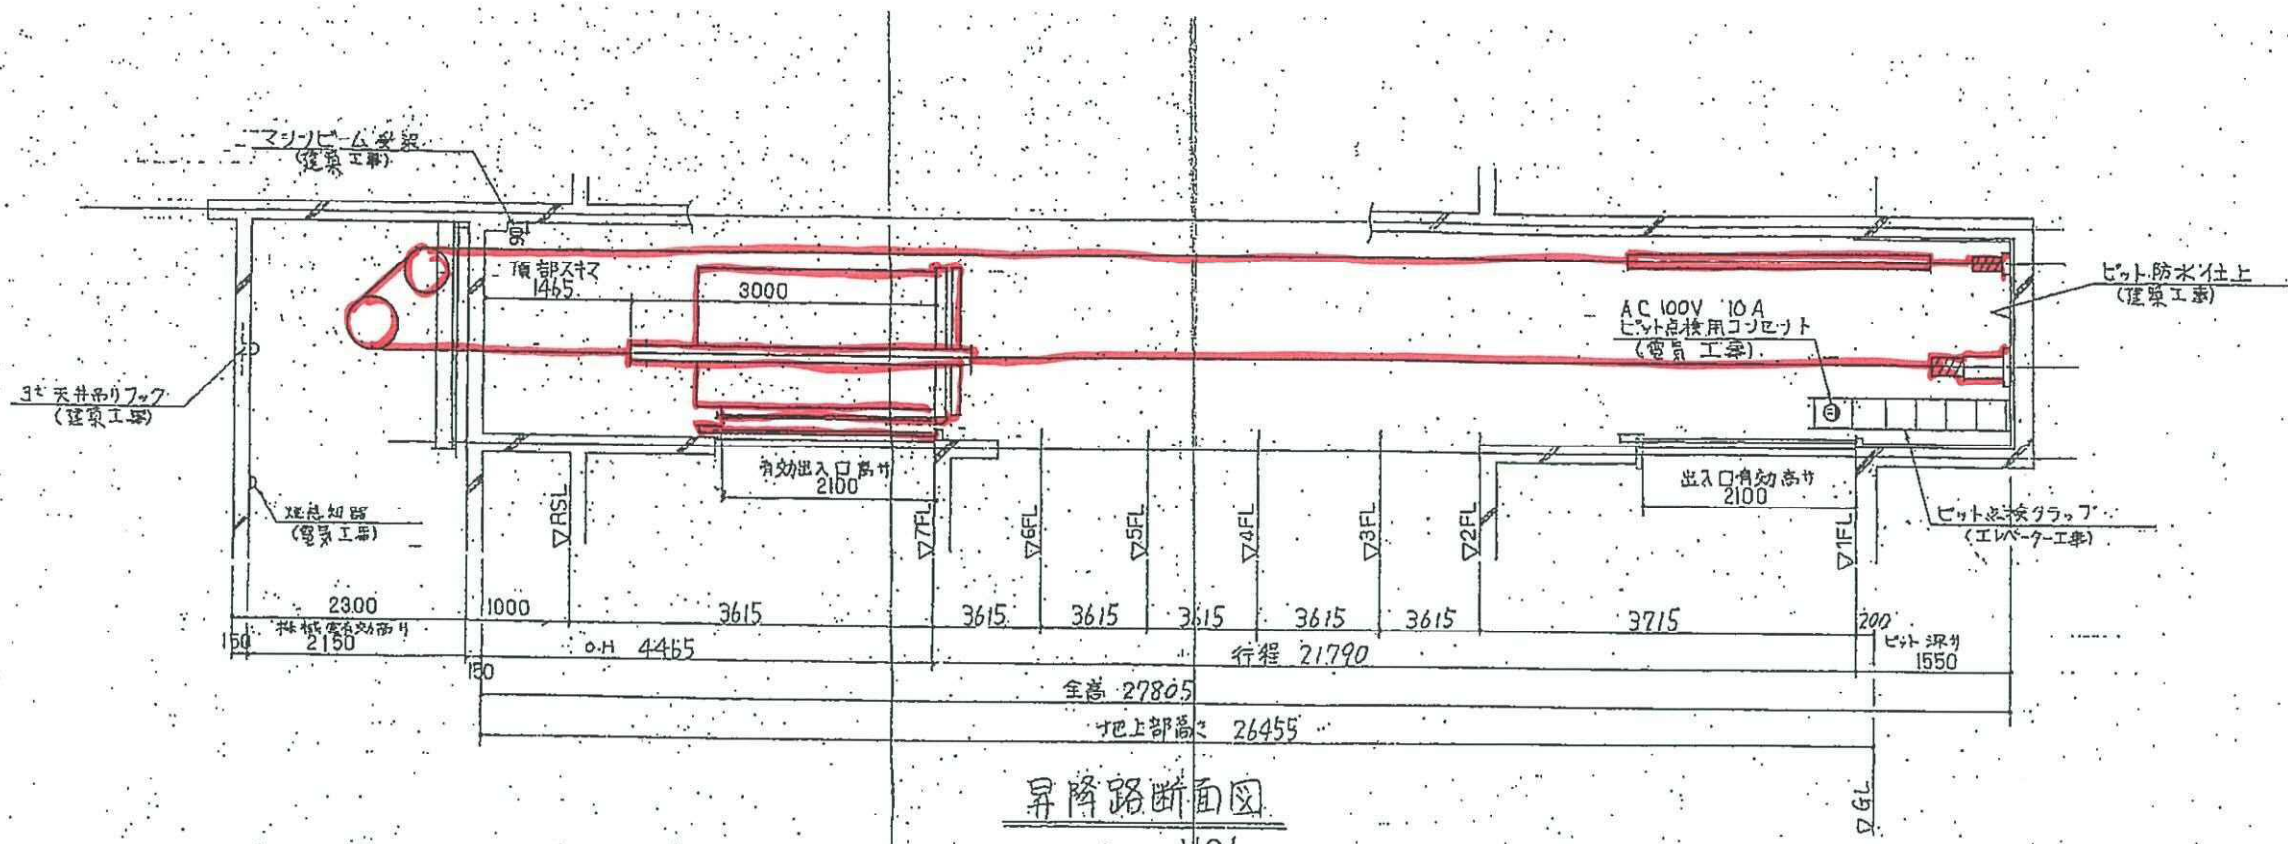 マシンビーム受梁
(建築工事)
頂部スキマ
1465
3000
AC 100V 10A
ピット点検用コンセント
(電気工事)
ピット防水仕上
(建築工事)
3t 天井吊りフック
(建築工事)
煙感知器
(電気工事)
有効出入口高サ
2100
出入口有効高サ
2100
ピット点検タラップ
(エレベーター工事)
▽RSL
▽7FL
▽6FL
▽5FL
▽4FL
▽3FL
▽2FL
▽1FL
2300
1000
3615
3615
3615
3615
3615
3615
3715
200
機械室有効高サ
150
2150
150
O.H 4465
行程 21790
ピット深サ
1550
全高 27805
地上部高さ 26455
▽GL
昇降路断面図